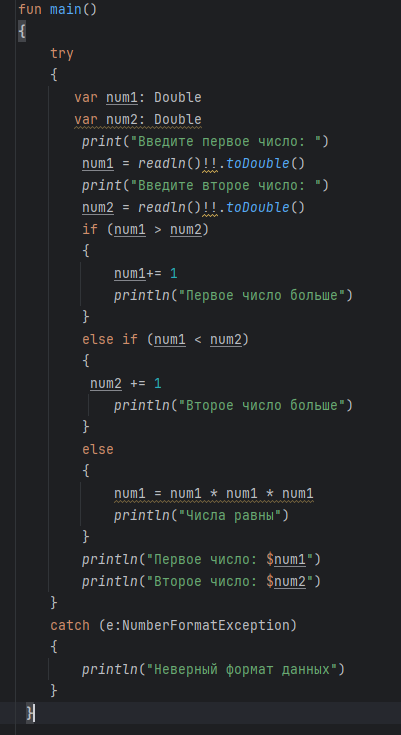 fun main()
{
    try
    {
       var num1: Double
       var num2: Double
        print("Введите первое число: ")
        num1 = readln()!!.toDouble()
        print("Введите второе число: ")
        num2 = readln()!!.toDouble()
        if (num1 > num2)
        {
            num1+= 1
            println("Первое число больше")
        }
        else if (num1 < num2)
        {
         num2 += 1
            println("Второе число больше")
        }
        else
        {
            num1 = num1 * num1 * num1
            println("Числа равны")
        }
        println("Первое число: $num1")
        println("Второе число: $num2")
    }
    catch (e:NumberFormatException)
    {
        println("Неверный формат данных")
    }
 }